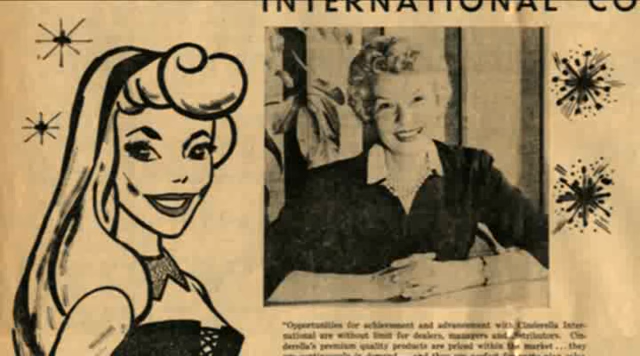 INTERNATIONAL CO
"Opportunities for achievement and advancement with Cinderella Inter-
national are without limit for dealers, managers and distributors. Cin-
derella's premium quality products are priced within the market . . . they